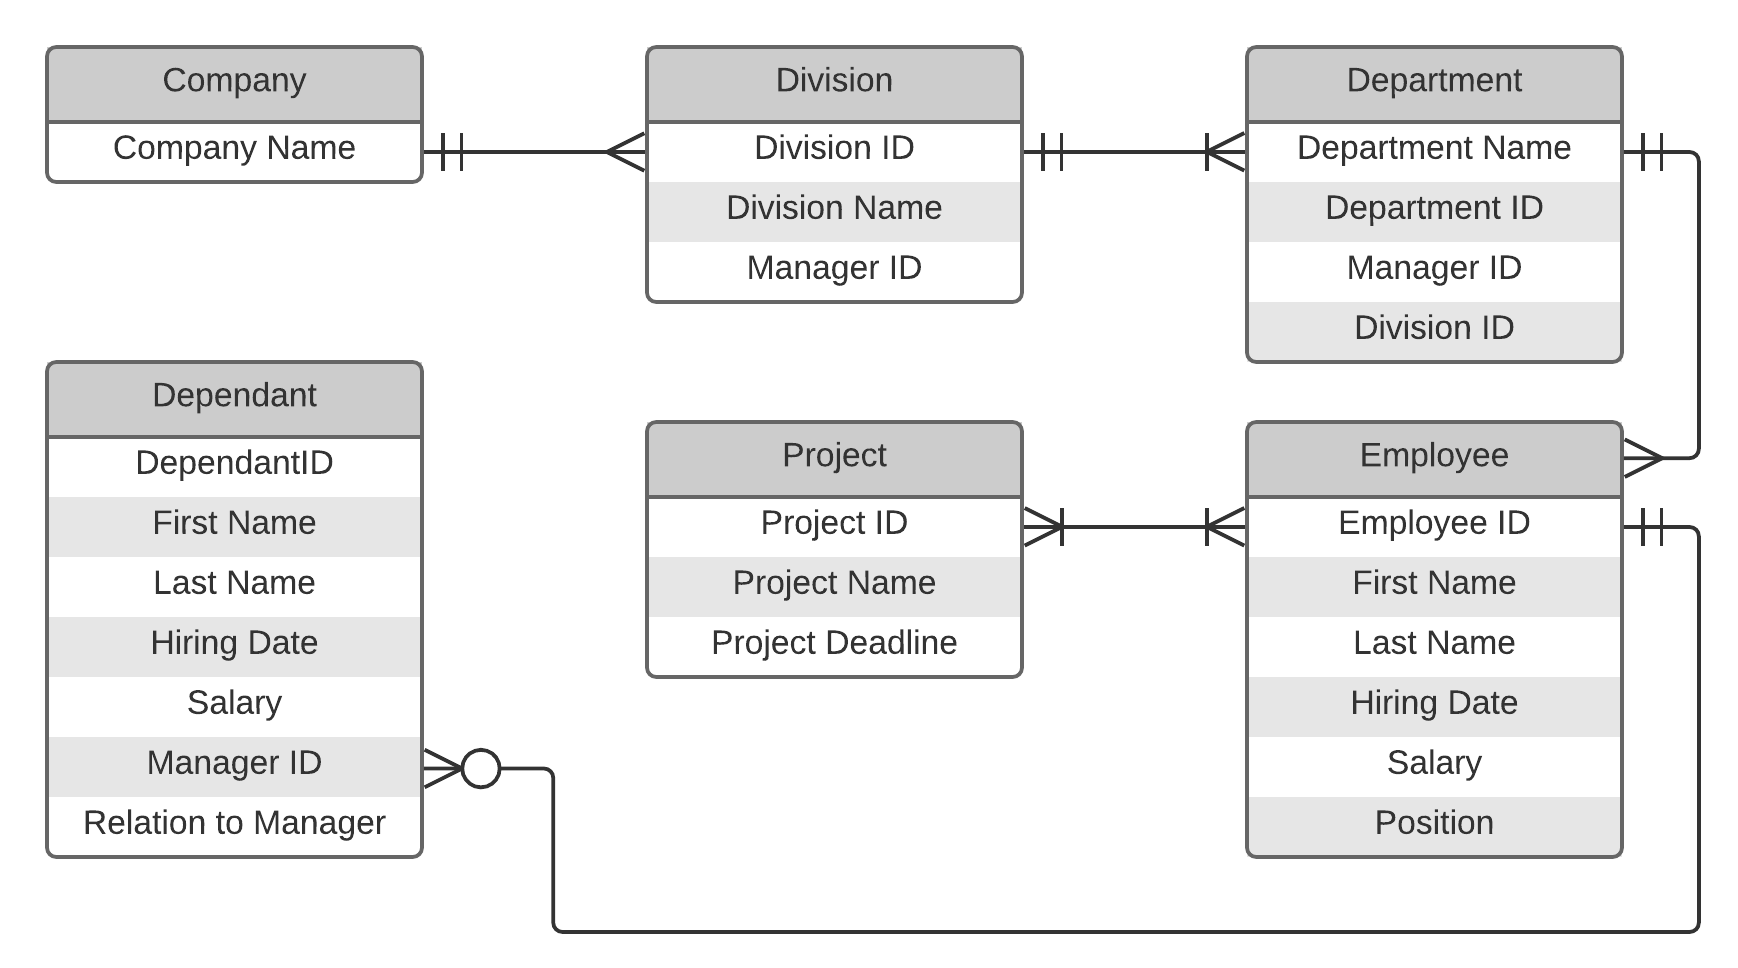 Company
Company Name
Division
Division ID
Division Name
Manager ID
Department
Department Name
Department ID
Manager ID
Division ID
Dependant
DependantID
First Name
Last Name
Hiring Date
Salary
Manager ID
Relation to Manager
Project
Project ID
Project Name
Project Deadline
Employee
Employee ID
First Name
Last Name
Hiring Date
Salary
Position